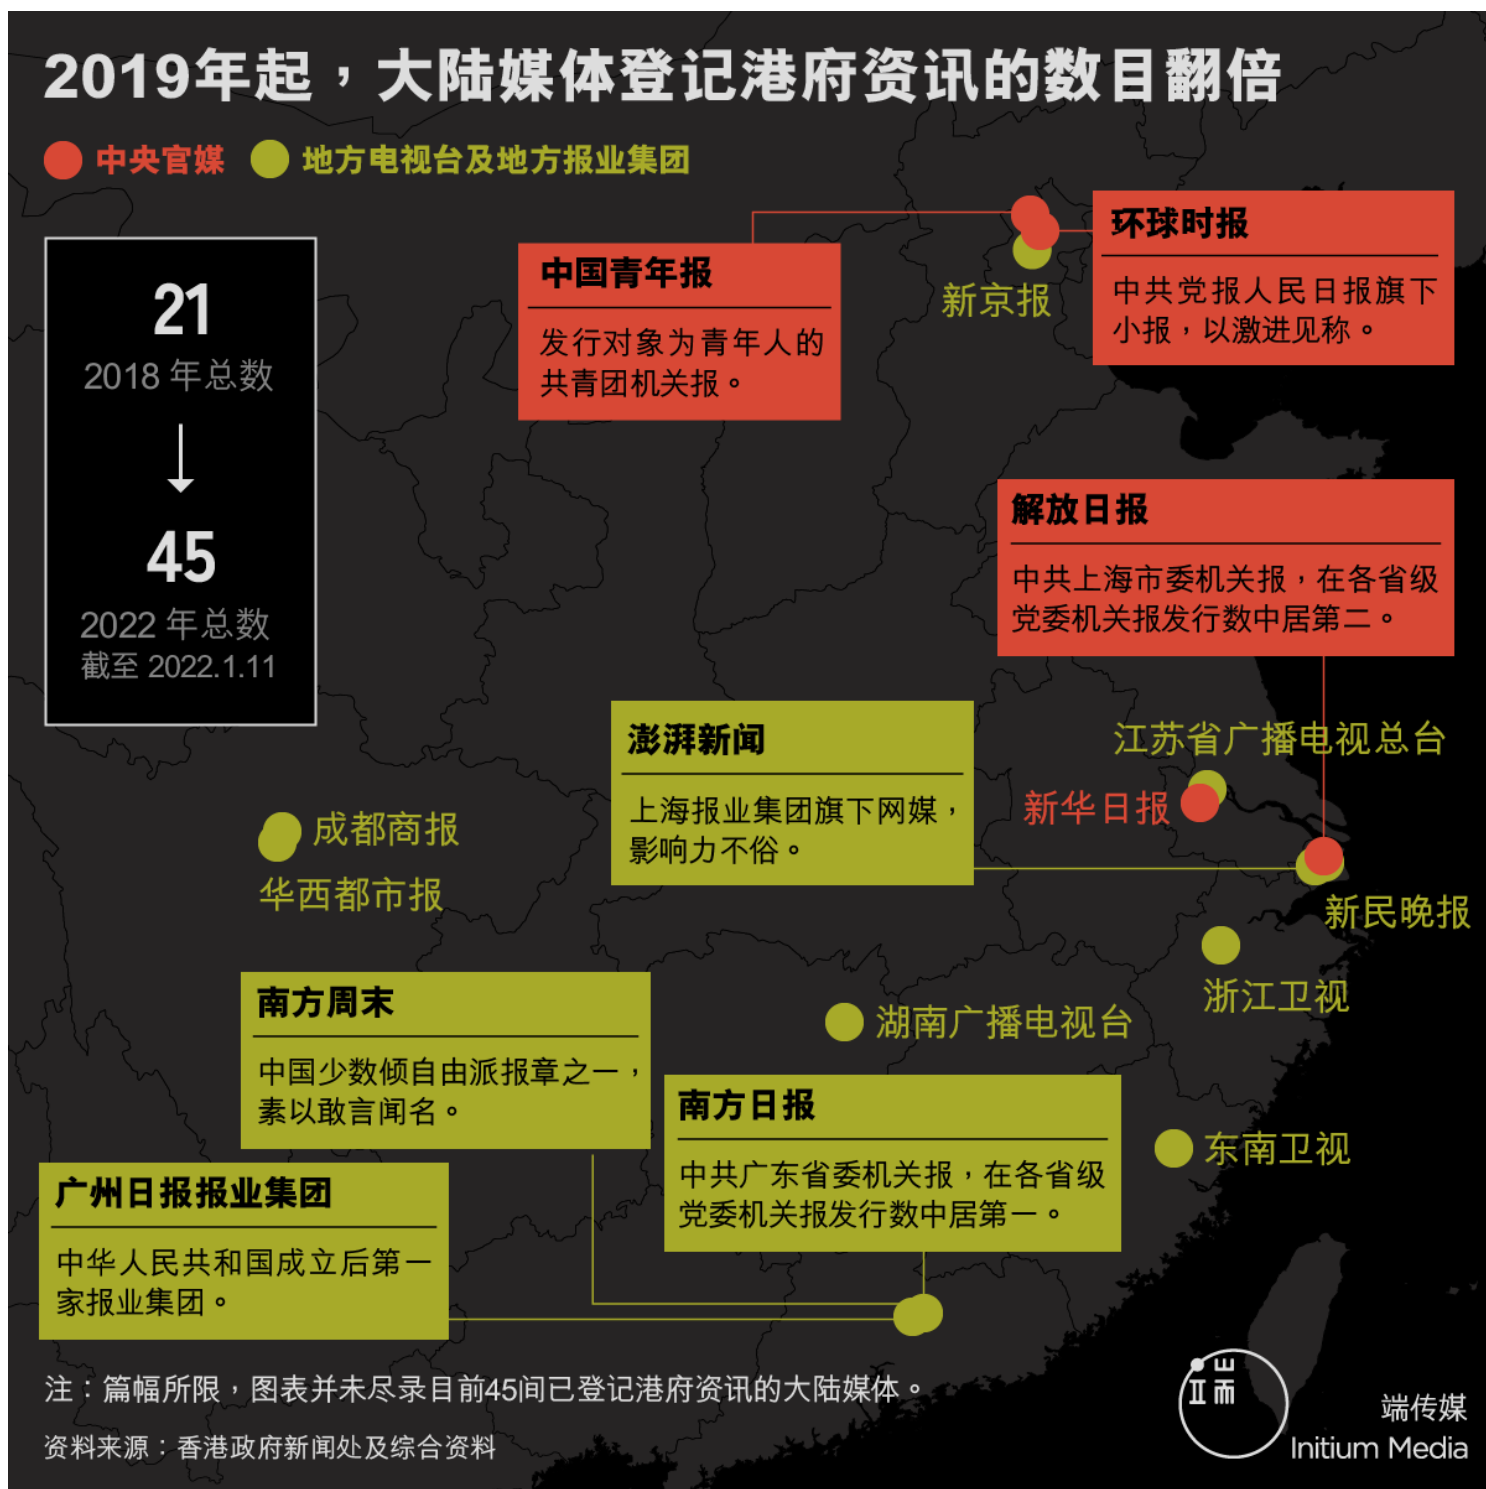 2019年起，大陆媒体登记港府资讯的数目翻倍
中央官媒
地方电视台及地方报业集团
21
2018 年总数
45
2022 年总数
截至 2022.1.11
中国青年报
发行对象为青年人的
共青团机关报。
环球时报
中共党报人民日报旗下
小报，以激进见称。
新京报
解放日报
中共上海市委机关报，在各省级
党委机关报发行数中居第二。
澎湃新闻
上海报业集团旗下网媒，
影响力不俗。
江苏省广播电视总台
新华日报
新民晚报
成都商报
华西都市报
浙江卫视
湖南广播电视台
南方周末
中国少数倾自由派报章之一，
素以敢言闻名。
南方日报
中共广东省委机关报，在各省级
党委机关报发行数中居第一。
东南卫视
广州日报报业集团
中华人民共和国成立后第一
家报业集团。
注：篇幅所限，图表并未尽录目前45间已登记港府资讯的大陆媒体。
资料来源：香港政府新闻处及综合资料
端传媒
Initium Media